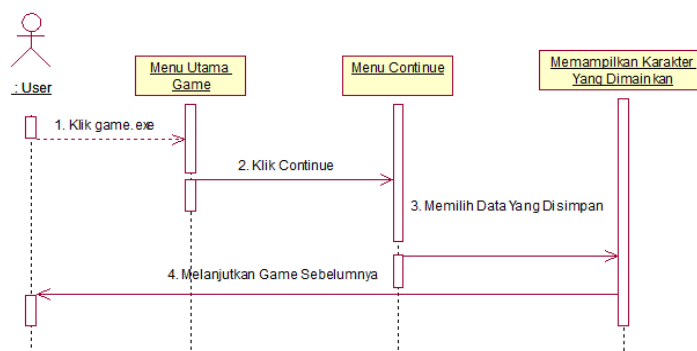 : User
Menu Utama
Game
Menu Continue
Memampilkan Karakter
Yang Dimainkan
1. Klik game.exe
2. Klik Continue
3. Memilih Data Yang Disimpan
4. Melanjutkan Game Sebelumnya